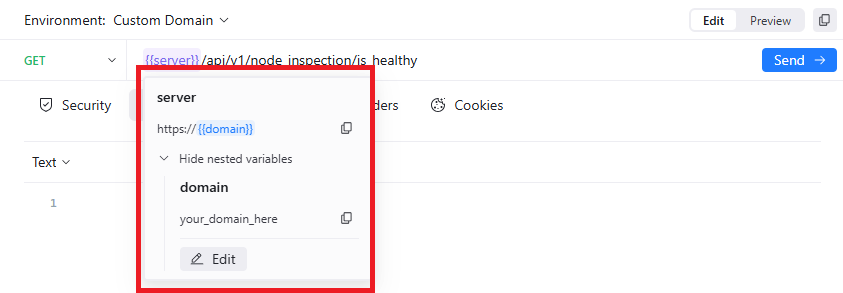 Environment: Custom Domain
Edit
Preview
GET
{{server}}/api/v1/node_inspection/is_healthy
Send
Security
ders
Cookies
server
https://{{domain}}
Hide nested variables
domain
your_domain_here
Edit
Text
1